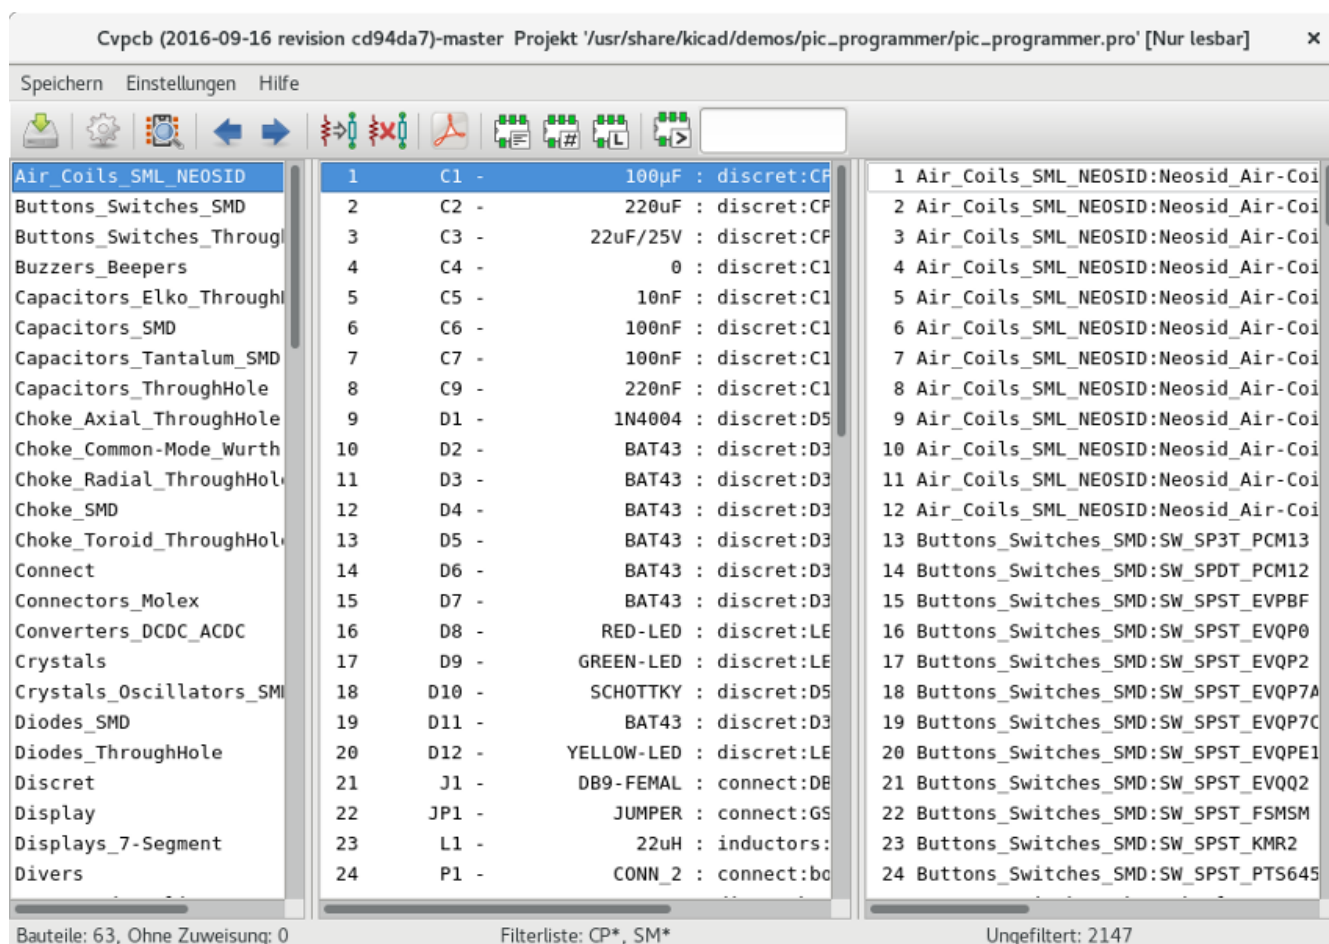 Cvpcb (2016-09-16 revision cd94da7)-master Projekt '/usr/share/kicad/demos/pic_programmer/pic_programmer.pro' [Nur lesbar] ×
Speichern Einstellungen Hilfe
Air_Coils_SML_NEOSID
Buttons_Switches_SMD
Buttons_Switches_Throug
Buzzers_Beepers
Capacitors_Elko_Through
Capacitors_SMD
Capacitors_Tantalum_SMD
Capacitors_ThroughHole
Choke_Axial_ThroughHole
Choke_Common-Mode_Wurth
Choke_Radial_ThroughHol
Choke_SMD
Choke_Toroid_ThroughHol
Connect
Connectors_Molex
Converters_DCDC_ACDC
Crystals
Crystals_Oscillators_SM
Diodes_SMD
Diodes_ThroughHole
Discret
Display
Displays_7-Segment
Divers
1 C1 - 100µF : discret:CP
2 C2 - 220uF : discret:CP
3 C3 - 22uF/25V : discret:CP
4 C4 - 0 : discret:C1
5 C5 - 10nF : discret:C1
6 C6 - 100nF : discret:C1
7 C7 - 100nF : discret:C1
8 C9 - 220nF : discret:C1
9 D1 - 1N4004 : discret:D5
10 D2 - BAT43 : discret:D3
11 D3 - BAT43 : discret:D3
12 D4 - BAT43 : discret:D3
13 D5 - BAT43 : discret:D3
14 D6 - BAT43 : discret:D3
15 D7 - BAT43 : discret:D3
16 D8 - RED-LED : discret:LE
17 D9 - GREEN-LED : discret:LE
18 D10 - SCHOTTKY : discret:D5
19 D11 - BAT43 : discret:D3
20 D12 - YELLOW-LED : discret:LE
21 J1 - DB9-FEMAL : connect:DB
22 JP1 - JUMPER : connect:GS
23 L1 - 22uH : inductors:
24 P1 - CONN_2 : connect:bo
1 Air_Coils_SML_NEOSID:Neosid_Air-Coi
2 Air_Coils_SML_NEOSID:Neosid_Air-Coi
3 Air_Coils_SML_NEOSID:Neosid_Air-Coi
4 Air_Coils_SML_NEOSID:Neosid_Air-Coi
5 Air_Coils_SML_NEOSID:Neosid_Air-Coi
6 Air_Coils_SML_NEOSID:Neosid_Air-Coi
7 Air_Coils_SML_NEOSID:Neosid_Air-Coi
8 Air_Coils_SML_NEOSID:Neosid_Air-Coi
9 Air_Coils_SML_NEOSID:Neosid_Air-Coi
10 Air_Coils_SML_NEOSID:Neosid_Air-Coi
11 Air_Coils_SML_NEOSID:Neosid_Air-Coi
12 Air_Coils_SML_NEOSID:Neosid_Air-Coi
13 Buttons_Switches_SMD:SW_SP3T_PCM13
14 Buttons_Switches_SMD:SW_SPDT_PCM12
15 Buttons_Switches_SMD:SW_SPST_EVPBF
16 Buttons_Switches_SMD:SW_SPST_EVQP0
17 Buttons_Switches_SMD:SW_SPST_EVQP2
18 Buttons_Switches_SMD:SW_SPST_EVQP7A
19 Buttons_Switches_SMD:SW_SPST_EVQP7C
20 Buttons_Switches_SMD:SW_SPST_EVQPE1
21 Buttons_Switches_SMD:SW_SPST_EVQQ2
22 Buttons_Switches_SMD:SW_SPST_FSMSM
23 Buttons_Switches_SMD:SW_SPST_KMR2
24 Buttons_Switches_SMD:SW_SPST_PTS645
Bauteile: 63, Ohne Zuweisung: 0 Filterliste: CP*, SM* Ungefiltert: 2147